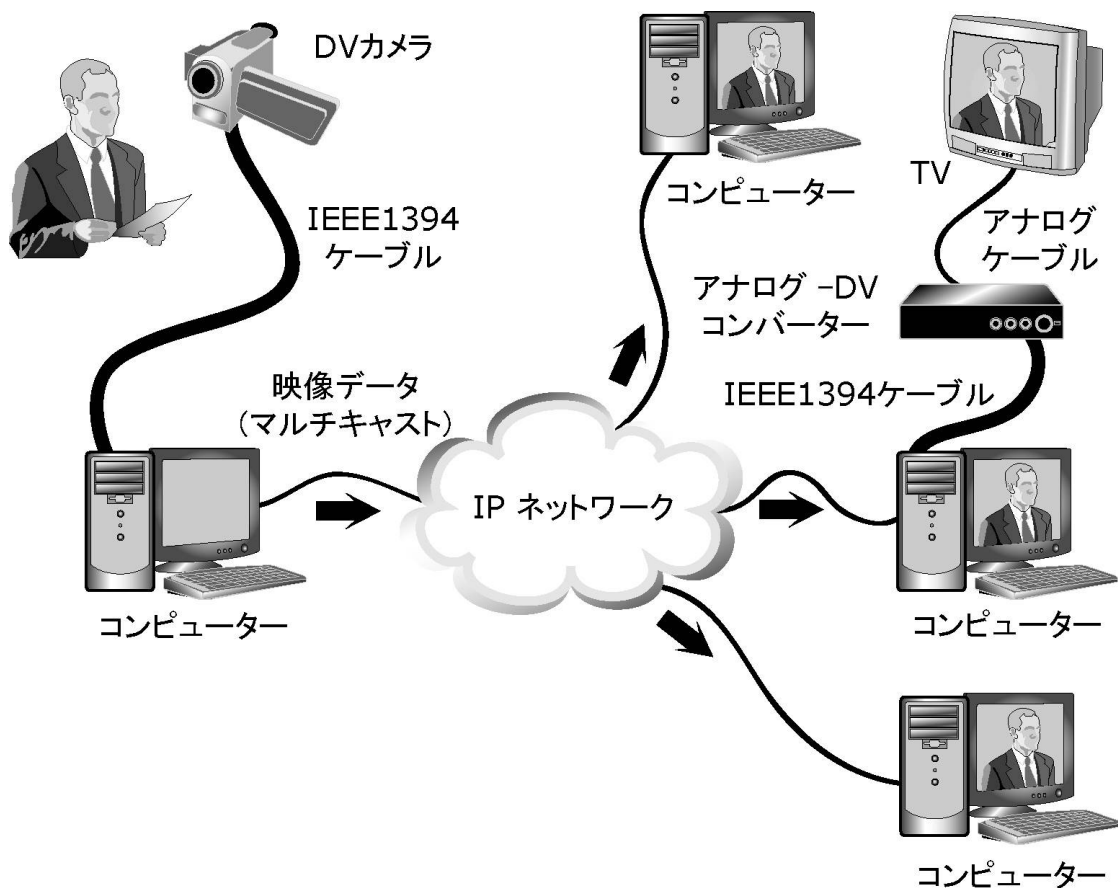 DVカメラ
IEEE1394
ケーブル
コンピューター
TV
アナログ
ケーブル
アナログ –DV
コンバーター
IEEE1394ケーブル
映像データ
（マルチキャスト）
IP ネットワーク
コンピューター
コンピューター
コンピューター